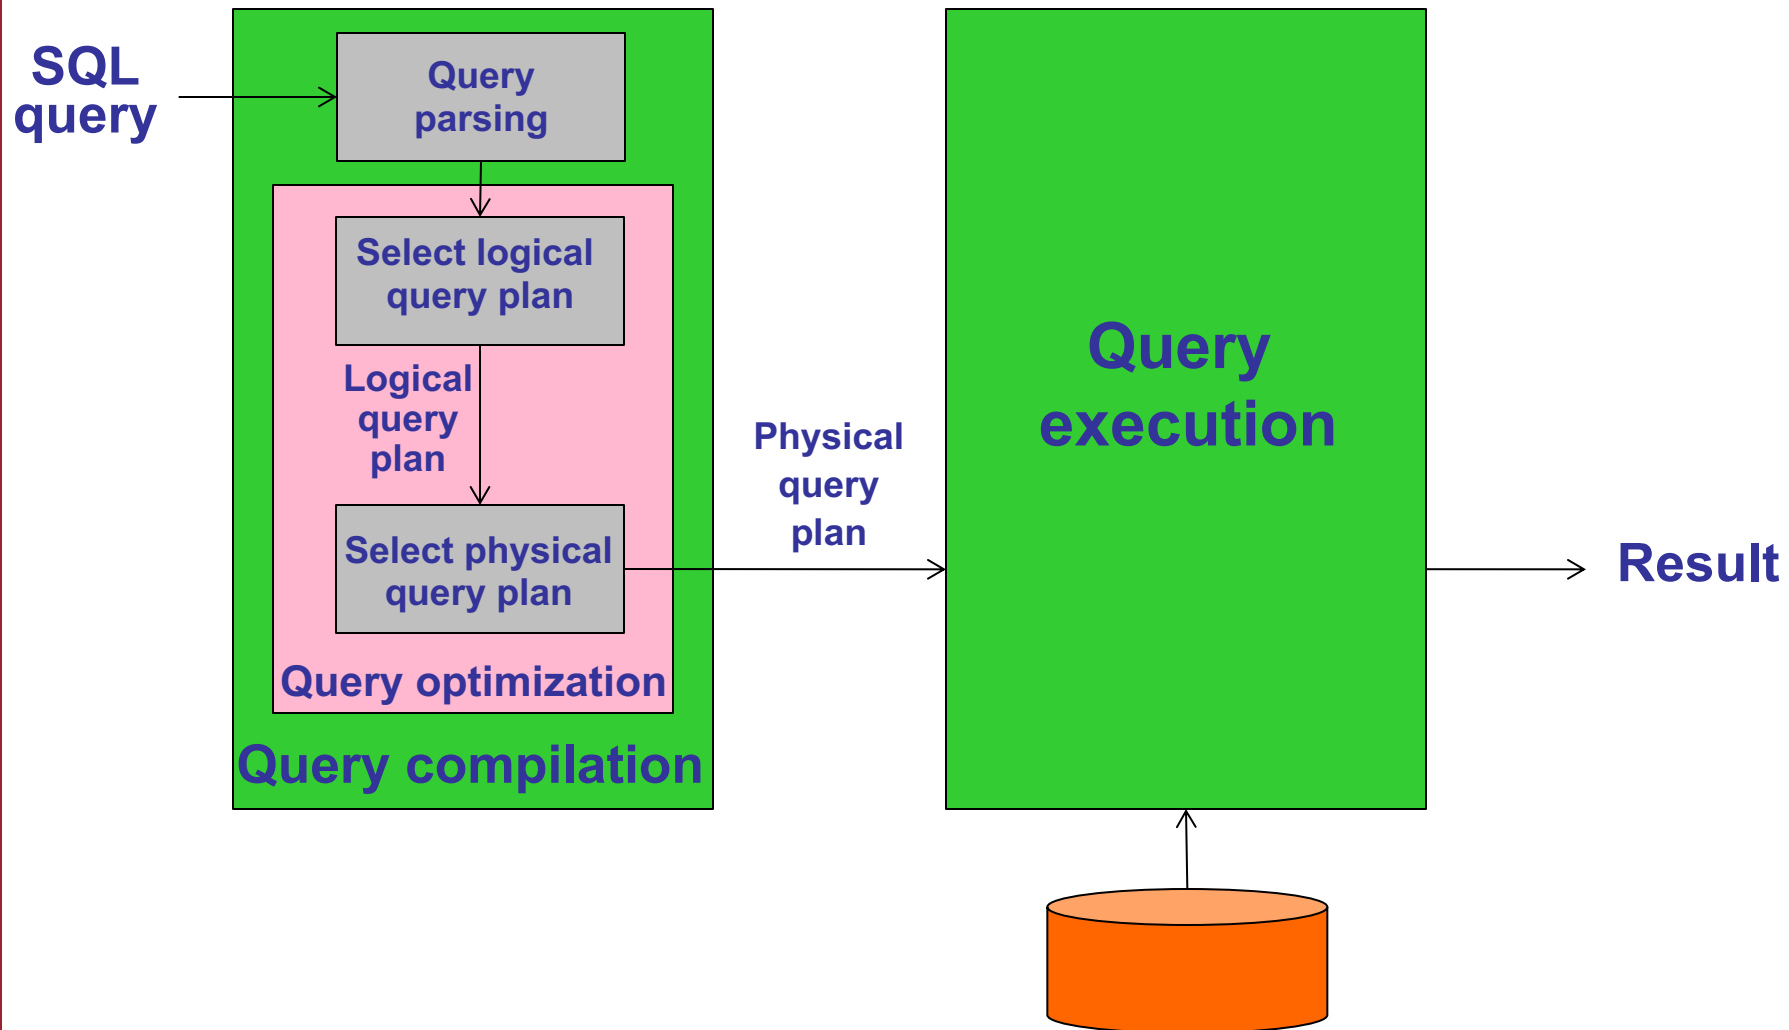 SQL
query
Query
parsing
Select logical
query plan
Logical
query
plan
Select physical
query plan
Query optimization
Query compilation
Physical
query
plan
Query
execution
Result